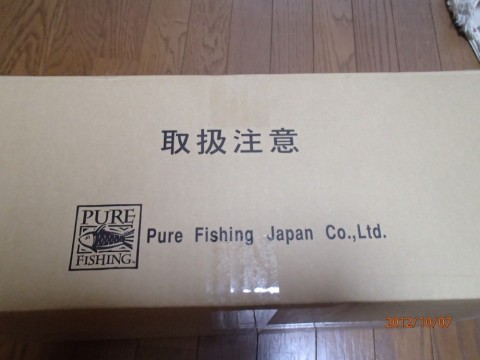 取扱注意
PURE
FISHING
Pure Fishing Japan Co.,Ltd.
2012/10/07